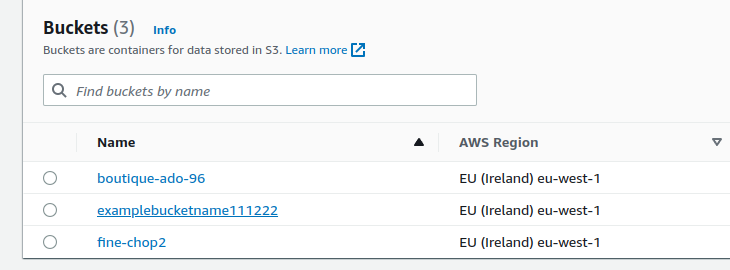 Buckets (3) Info
Buckets are containers for data stored in S3. Learn more
Find buckets by name
Name AWS Region
boutique-ado-96 EU (Ireland) eu-west-1
examplebucketname111222 EU (Ireland) eu-west-1
fine-chop2 EU (Ireland) eu-west-1